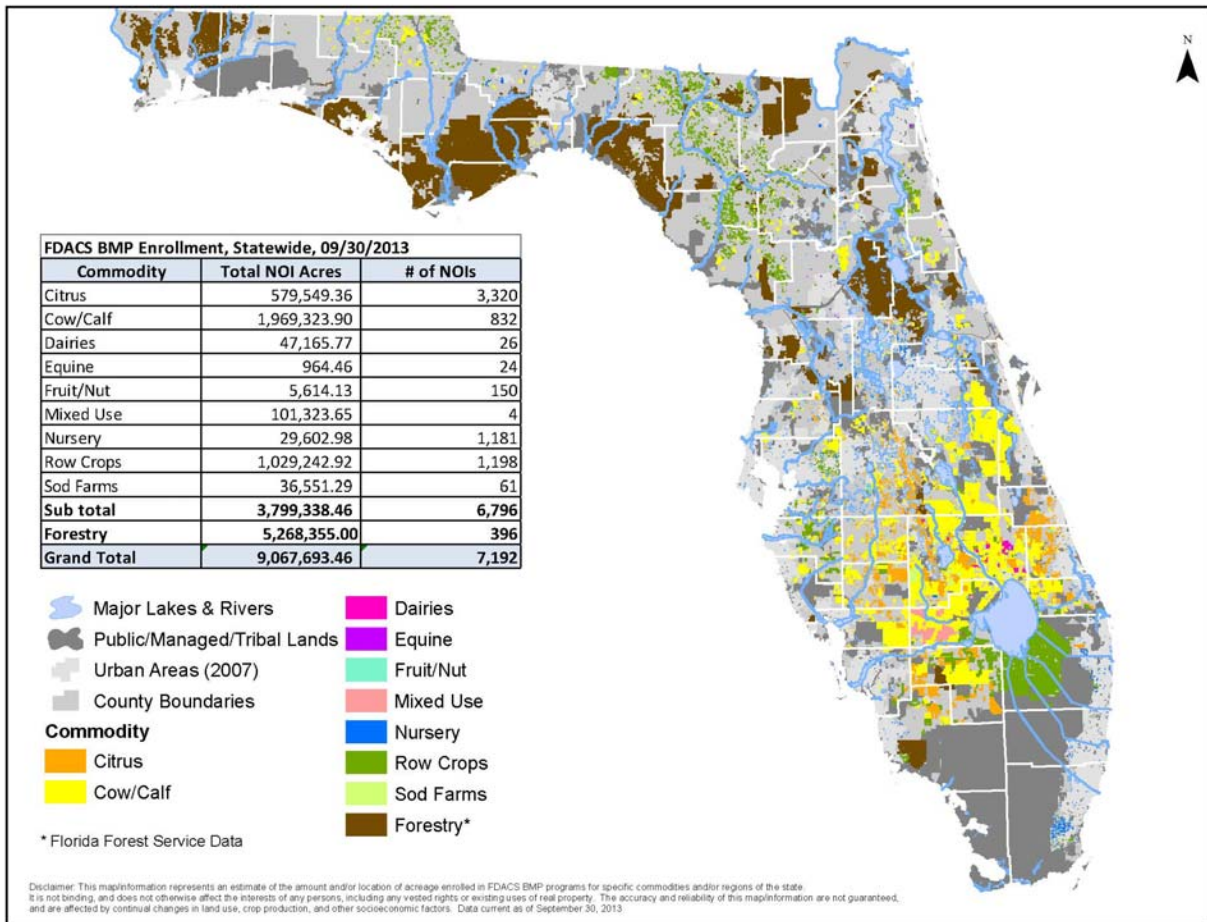 N
FDACS BMP Enrollment, Statewide, 09/30/2013
Commodity Total NOI Acres # of NOIs
Citrus 579,549.36 3,320
Cow/Calf 1,969,323.90 832
Dairies 47,165.77 26
Equine 964.46 24
Fruit/Nut 5,614.13 150
Mixed Use 101,323.65 4
Nursery 29,602.98 1,181
Row Crops 1,029,242.92 1,198
Sod Farms 36,551.29 61
Sub total 3,799,338.46 6,796
Forestry 5,268,355.00 396
Grand Total 9,067,693.46 7,192
Major Lakes & Rivers
Public/Managed/Tribal Lands
Urban Areas (2007)
County Boundaries
Commodity
Citrus
Cow/Calf
Dairies
Equine
Fruit/Nut
Mixed Use
Nursery
Row Crops
Sod Farms
Forestry*
* Florida Forest Service Data
Disclaimer: This map/information represents an estimate of the amount and/or location of acreage enrolled in FDACS BMP programs for specific commodities and/or regions of the state.
It is not binding, and does not otherwise affect the interests of any persons, including any vested rights or existing uses of real property. The accuracy and reliability of this map/information are not guaranteed,
and are affected by continual changes in land use, crop production, and other socioeconomic factors. Data current as of September 30, 2013